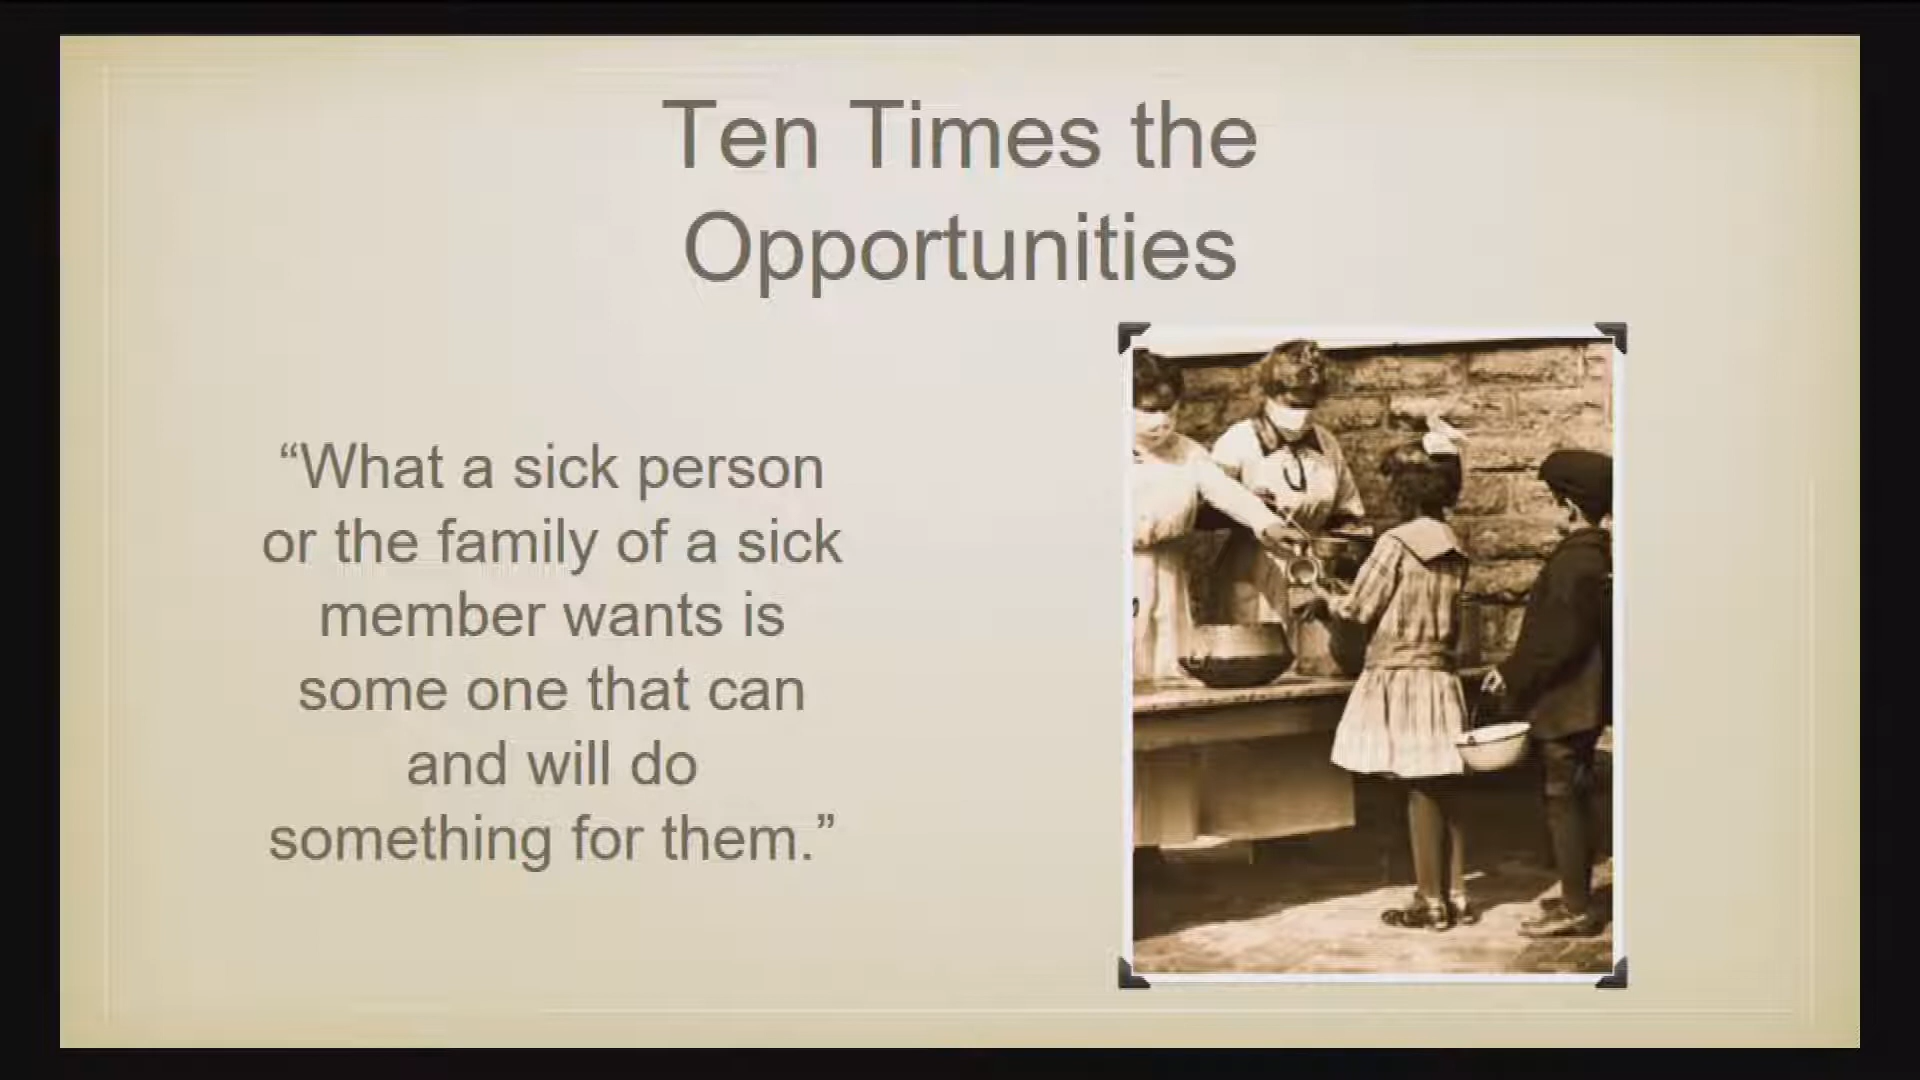 Ten Times the
Opportunities
“What a sick person
or the family of a sick
member wants is
some one that can
and will do
something for them.”